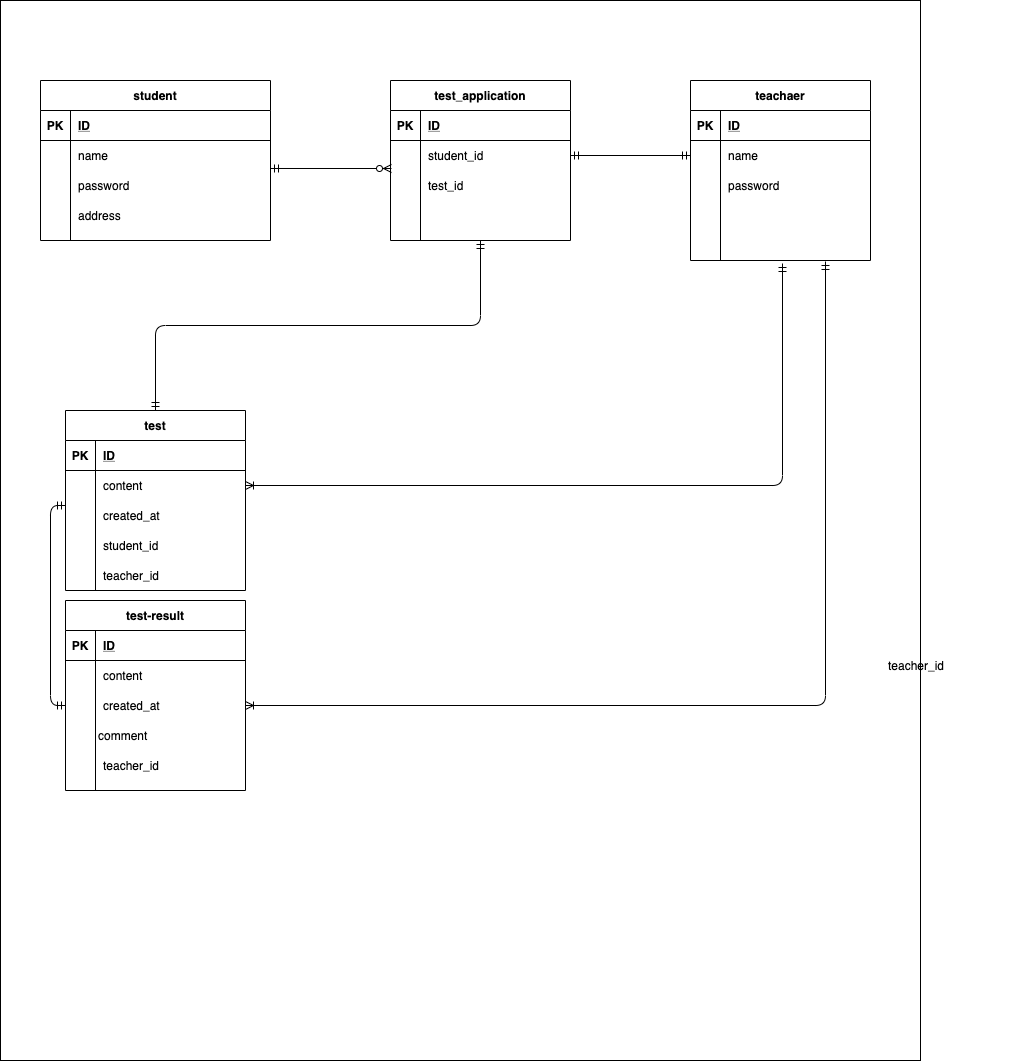 student
PK ID
name
password
address
test_application
PK ID
student_id
test_id
teachaer
PK ID
name
password
test
PK ID
content
created_at
student_id
teacher_id
test-result
PK ID
content
created_at
comment
teacher_id
teacher_id